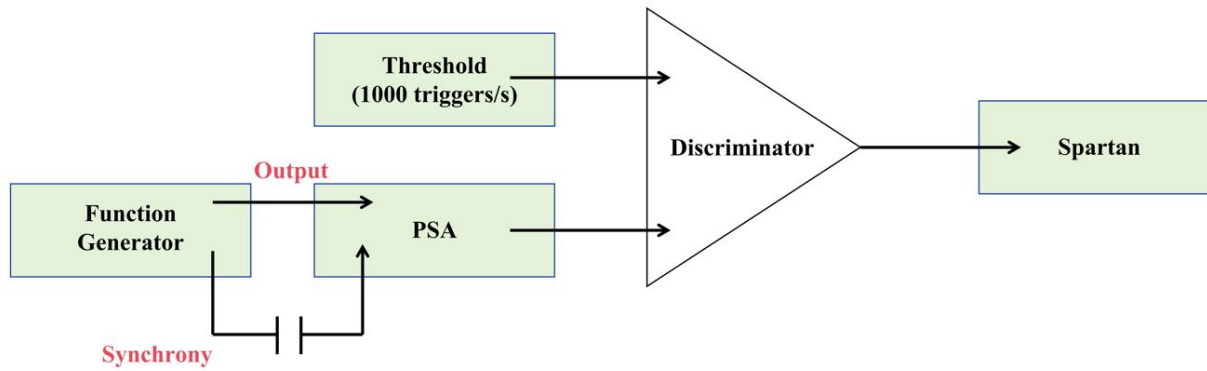 Threshold
(1000 triggers/s)
Discriminator
Spartan
Output
Function
Generator
PSA
Synchrony